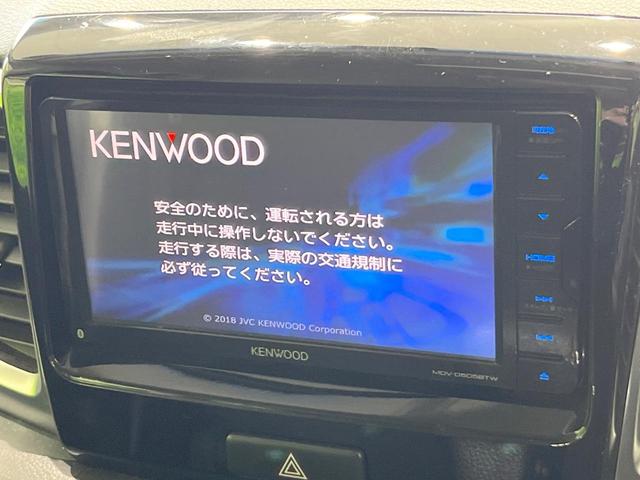 KENWOOD
安全のために、運転される方は
走行中に操作しないでください。
走行する際は、実際の交通規制に
必ず従ってください。
© 2018 JVC KENWOOD Corporation
KENWOOD
MDV-D505BTW
HOME